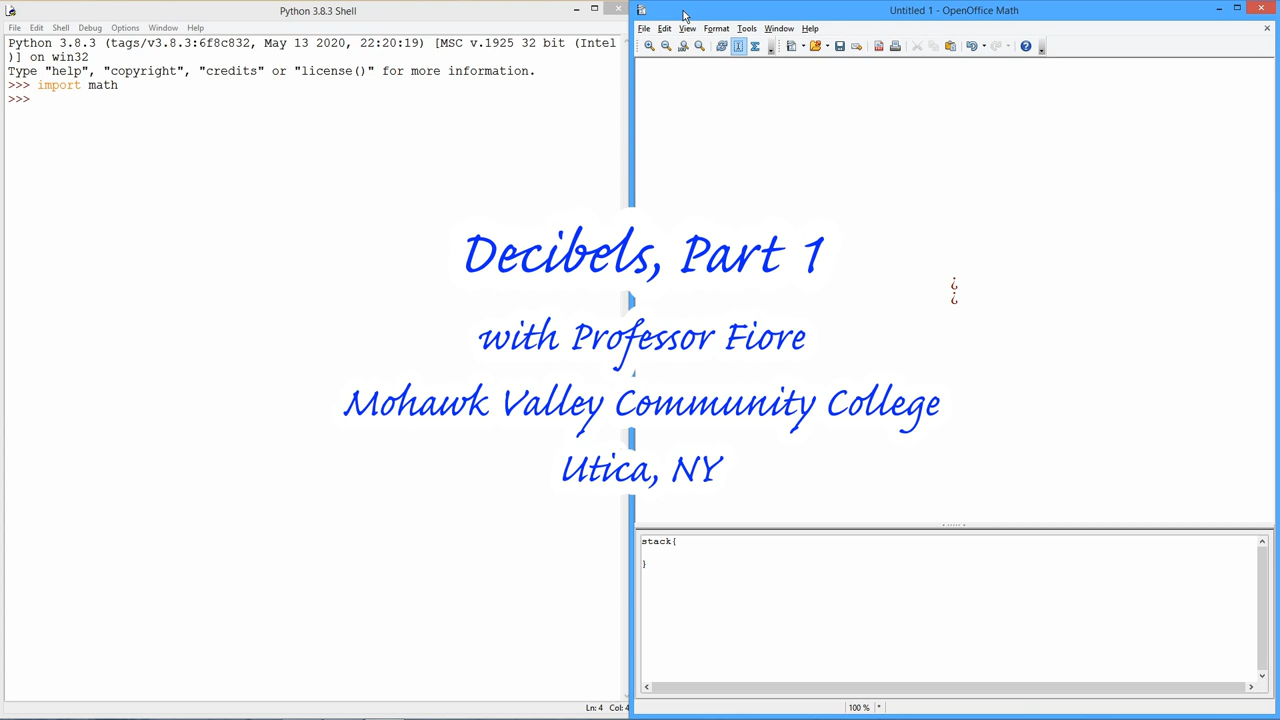 Python 3.8.3 Shell
File Edit Shell Debug Options Window Help
Python 3.8.3 (tags/v3.8.3:6f8c832, May 13 2020, 22:20:19) [MSC v.1925 32 bit (Intel
)] on win32
Type "help", "copyright", "credits" or "license()" for more information.
>>> import math
>>>
Ln: 4 Col: 4
Untitled 1 - OpenOffice Math
File Edit View Format Tools Window Help
¿
¿
stack{
}
100 % *
Decibels, Part 1
with Professor Fiore
Mohawk Valley Community College
Utica, NY